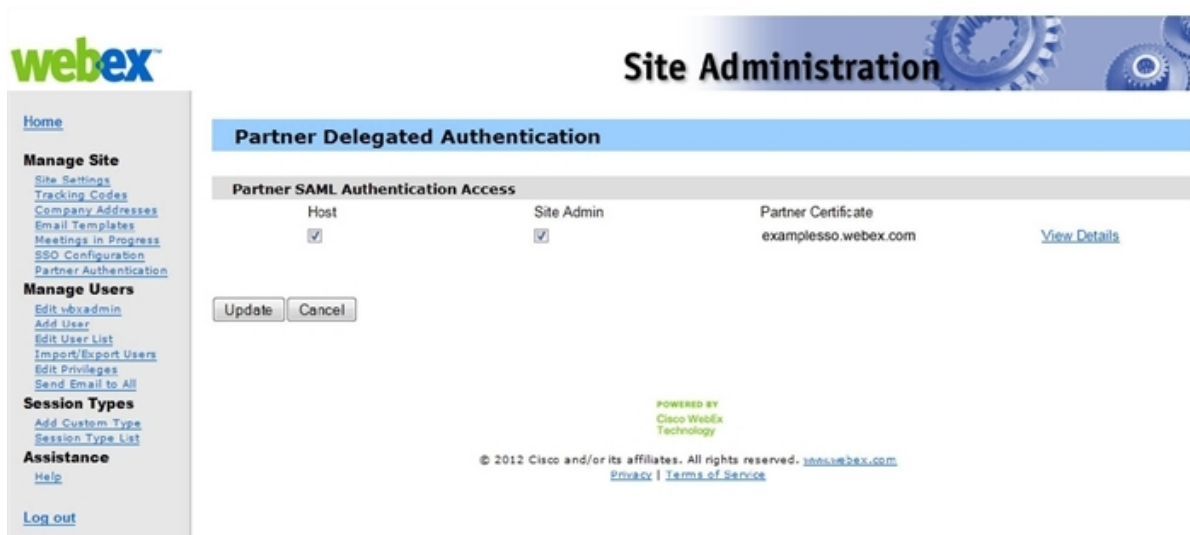 webex™
Site Administration
Home
Manage Site
Site Settings
Tracking Codes
Company Addresses
Email Templates
Meetings in Progress
SSO Configuration
Partner Authentication
Manage Users
Edit wbxadmin
Add User
Edit User List
Import/Export Users
Edit Privileges
Send Email to All
Session Types
Add Custom Type
Session Type List
Assistance
Help
Log out
Partner Delegated Authentication
Partner SAML Authentication Access
Host Site Admin Partner Certificate
examplesso.webex.com View Details
Update Cancel
POWERED BY
Cisco WebEx
Technology
© 2012 Cisco and/or its affiliates. All rights reserved. www.webex.com
Privacy | Terms of Service